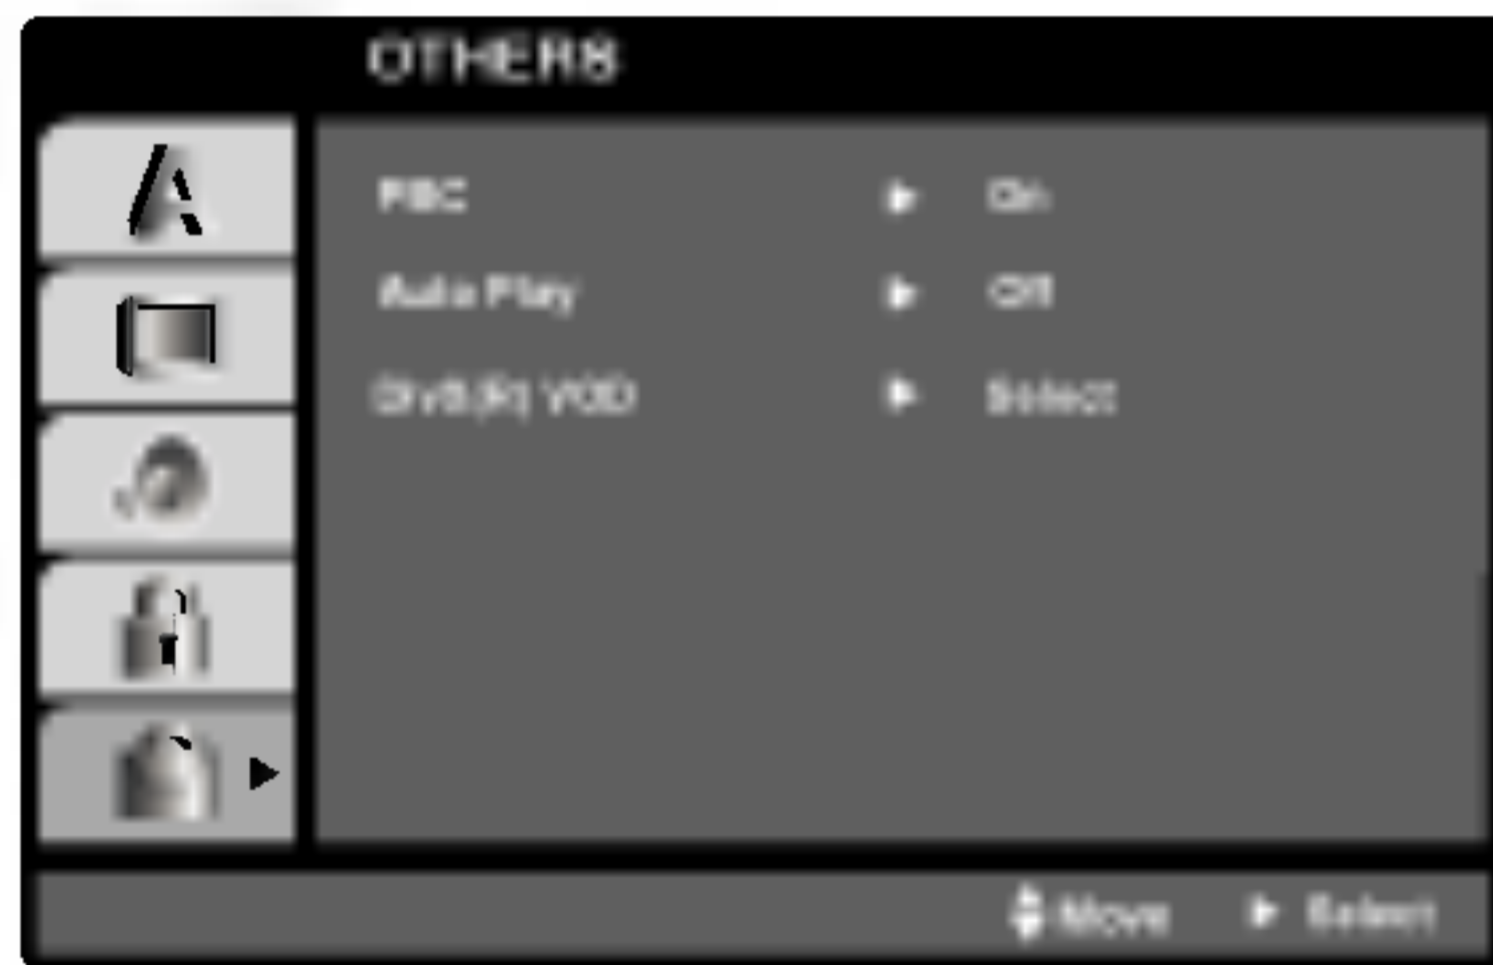 OTHERS
PBC ► On
Auto Play ► Off
DivX(R) VOD ► Select
Move ► Select